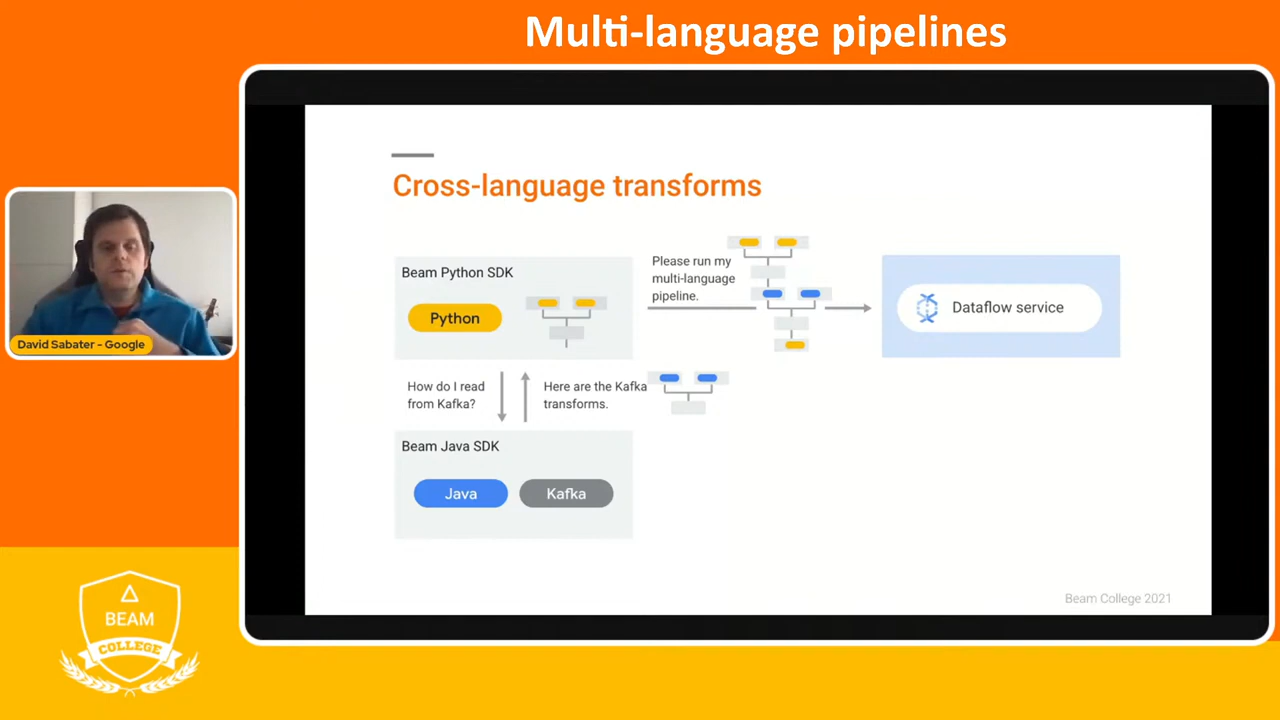 Multi-language pipelines
Cross-language transforms
Beam Python SDK
Python
Please run my
multi-language
pipeline.
Dataflow service
How do I read
from Kafka?
Here are the Kafka
transforms.
Beam Java SDK
Java
Kafka
Beam College 2021
David Sabater - Google
BEAM
COLLEGE